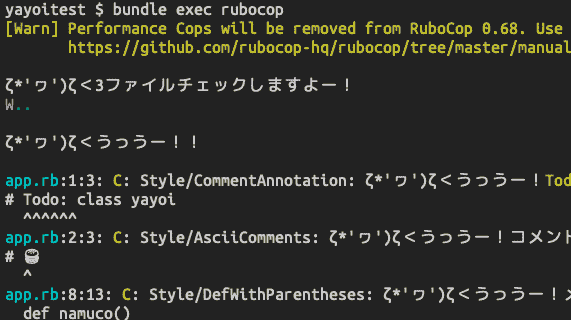 yayoitest $ bundle exec rubocop
[Warn] Performance Cops will be removed from RuboCop 0.68. Use
https://github.com/rubocop-hq/rubocop/tree/master/manual
ζ*'ヮ')ζ＜3ファイルチェックしますよー！
W..
ζ*'ヮ')ζ＜うっうー！！
app.rb:1:3: C: Style/CommentAnnotation: ζ*'ヮ')ζ＜うっうー！Tod
# Todo: class yayoi
^^^^^^
app.rb:2:3: C: Style/AsciiComments: ζ*'ヮ')ζ＜うっうー！コメント
#
^
app.rb:8:13: C: Style/DefWithParentheses: ζ*'ヮ')ζ＜うっうー！メ
def namuco()